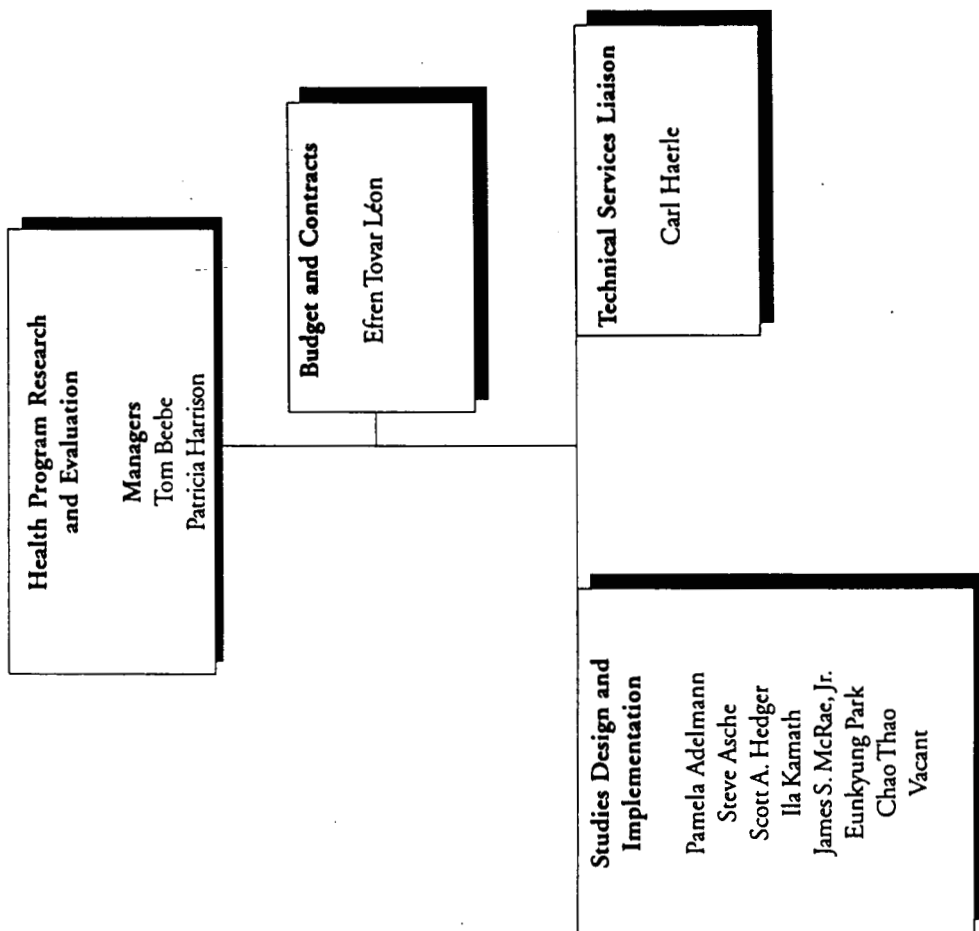 Health Program Research
and Evaluation
Managers
Tom Beebe
Patricia Harrison
Budget and Contracts
Efren Tovar Léon
Technical Services Liaison
Carl Haerle
Studies Design and
Implementation
Pamela Adelmann
Steve Asche
Scott A. Hedger
Ila Kamath
James S. McRae, Jr.
Eunkyung Park
Chao Thao
Vacant